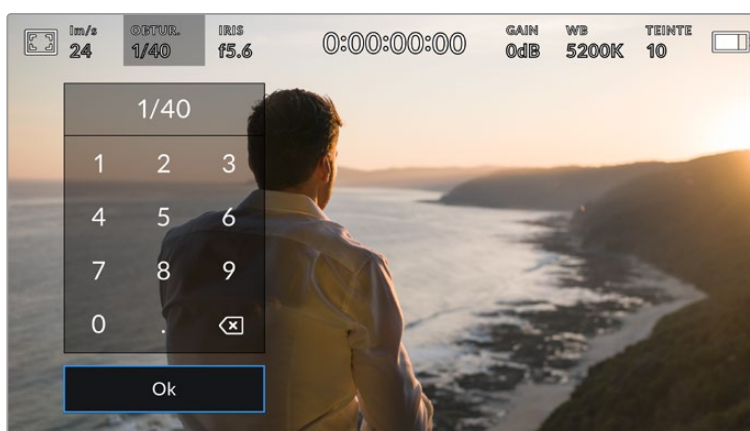 Im/s OBTUR. IRIS GAIN WB TEINTE
24 1/40 f5.6 0:00:00:00 0dB 5200K 10
1/40
1 2 3
4 5 6
7 8 9
0 .
Ok